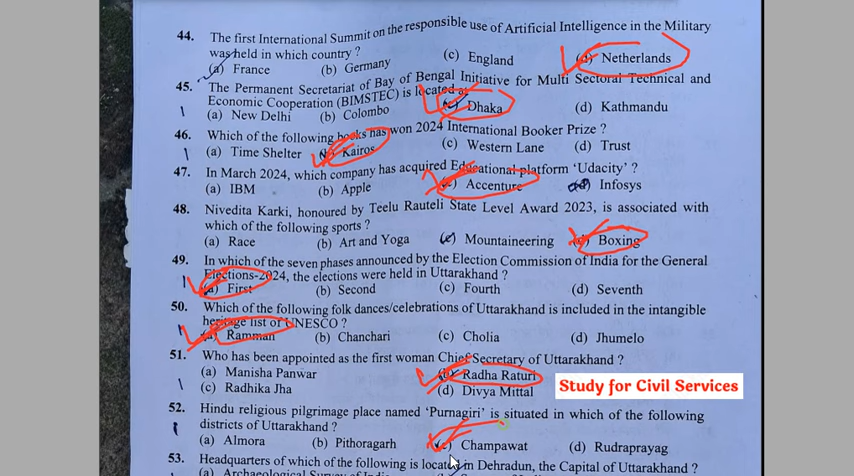 44. The first International Summit on the responsible use of Artificial Intelligence in the Military
was held in which country ?
(a) France (b) Germany (c) England (d) Netherlands
45. The Permanent Secretariat of Bay of Bengal Initiative for Multi Sectoral Technical and
Economic Cooperation (BIMSTEC) is located at
(a) New Delhi (b) Colombo (c) Dhaka (d) Kathmandu
46. Which of the following books has won 2024 International Booker Prize ?
(a) Time Shelter (b) Kairos (c) Western Lane (d) Trust
47. In March 2024, which company has acquired Educational platform ‘Udacity’ ?
(a) IBM (b) Apple (c) Accenture (d) Infosys
48. Nivedita Karki, honoured by Teelu Rauteli State Level Award 2023, is associated with
which of the following sports ?
(a) Race (b) Art and Yoga (c) Mountaineering (d) Boxing
49. In which of the seven phases announced by the Election Commission of India for the General
Elections-2024, the elections were held in Uttarakhand ?
(a) First (b) Second (c) Fourth (d) Seventh
50. Which of the following folk dances/celebrations of Uttarakhand is included in the intangible
heritage list of UNESCO ?
(a) Ramman (b) Chanchari (c) Cholia (d) Jhumelo
51. Who has been appointed as the first woman Chief Secretary of Uttarakhand ?
(a) Manisha Panwar (b) Radha Raturi
(c) Radhika Jha (d) Divya Mittal
Study for Civil Services
52. Hindu religious pilgrimage place named ‘Purnagiri’ is situated in which of the following
districts of Uttarakhand ?
(a) Almora (b) Pithoragarh (c) Champawat (d) Rudraprayag
53. Headquarters of which of the following is located in Dehradun, the Capital of Uttarakhand ?
(a) Archaeological Survey of India